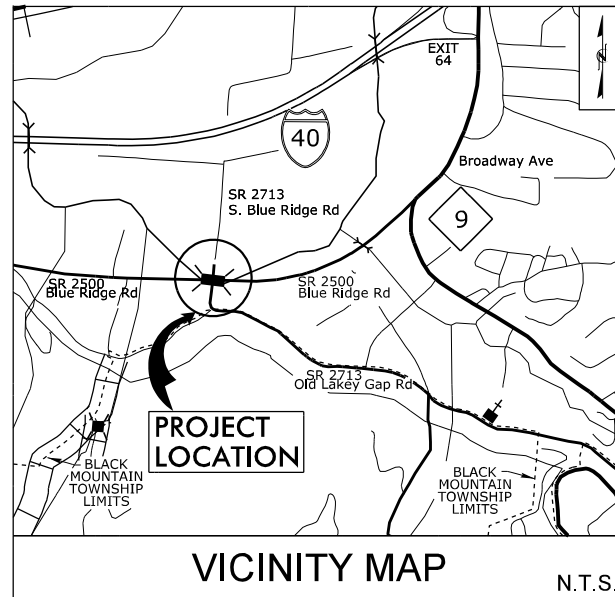 EXIT
64
40
Broadway Ave
SR 2713
S. Blue Ridge Rd
9
SR 2500
Blue Ridge Rd
SR 2500
Blue Ridge Rd
SR 2713
Old Lakey Gap Rd
PROJECT
LOCATION
BLACK
MOUNTAIN
TOWNSHIP
LIMITS
BLACK
MOUNTAIN
TOWNSHIP
LIMITS
VICINITY MAP
N.T.S.